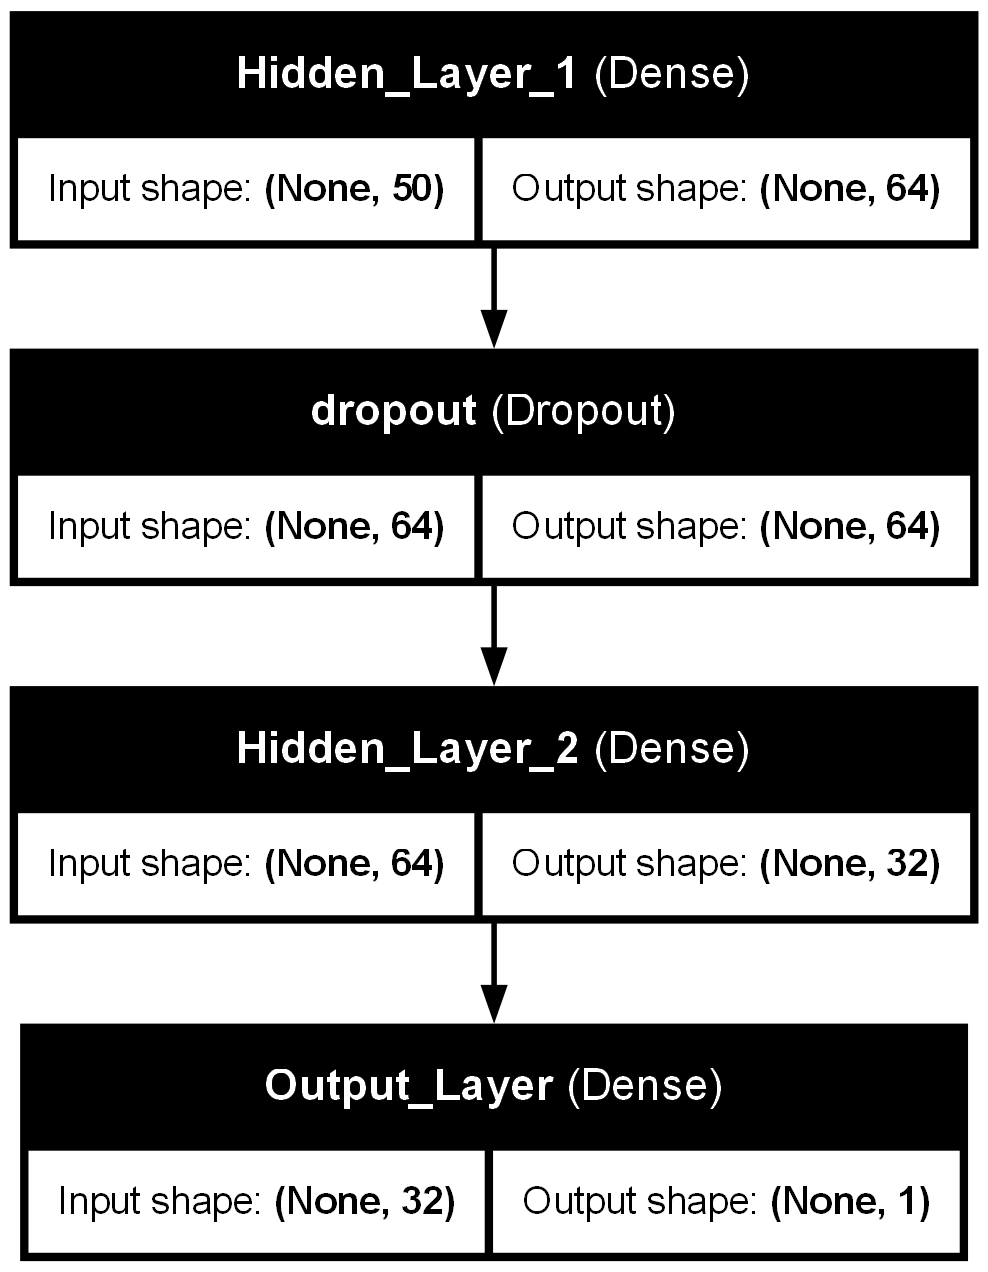 Hidden_Layer_1 (Dense)
Input shape: (None, 50) Output shape: (None, 64)
dropout (Dropout)
Input shape: (None, 64) Output shape: (None, 64)
Hidden_Layer_2 (Dense)
Input shape: (None, 64) Output shape: (None, 32)
Output_Layer (Dense)
Input shape: (None, 32) Output shape: (None, 1)